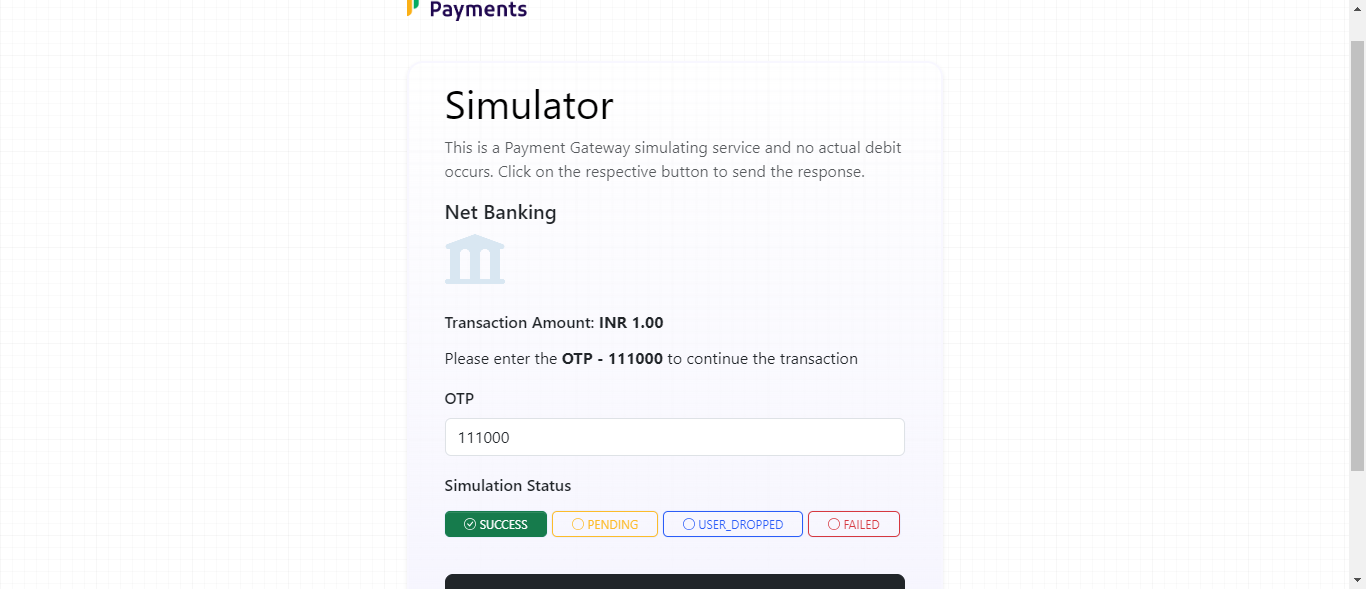 Payments
Simulator
This is a Payment Gateway simulating service and no actual debit
occurs. Click on the respective button to send the response.
Net Banking
Transaction Amount: INR 1.00
Please enter the OTP - 111000 to continue the transaction
OTP
111000
Simulation Status
SUCCESS PENDING USER_DROPPED FAILED